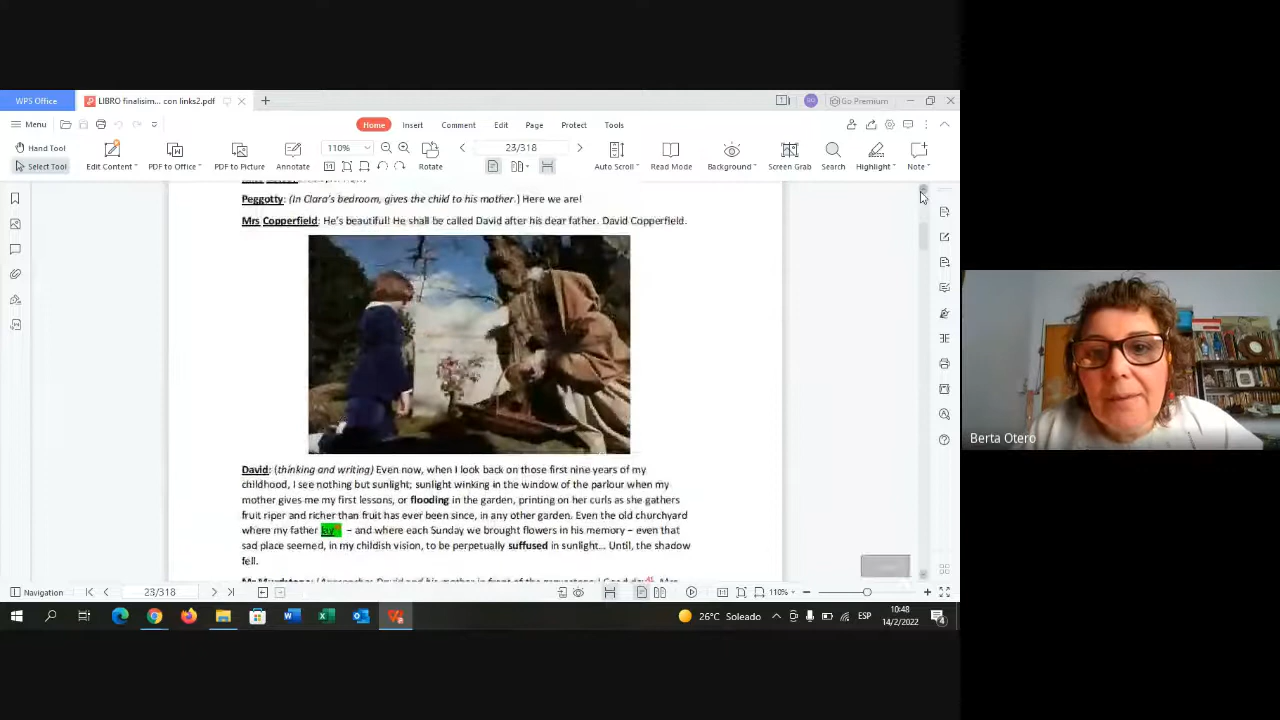 WPS Office
LIBRO finalisim... con links2.pdf
Go Premium
Menu
Home Insert Comment Edit Page Protect Tools
Hand Tool
Select Tool
Edit Content
PDF to Office
PDF to Picture
Annotate
110%
Rotate
23/318
Auto Scroll
Read Mode
Background
Screen Grab
Search
Highlight
Note
Peggotty: (In Clara's bedroom, gives the child to his mother.) Here we are!
Mrs Copperfield: He's beautiful! He shall be called David after his dear father. David Copperfield.
David: (thinking and writing) Even now, when I look back on those first nine years of my
childhood, I see nothing but sunlight; sunlight winking in the window of the parlour when my
mother gives me my first lessons, or flooding in the garden, printing on her curls as she gathers
fruit riper and richer than fruit has ever been since, in any other garden. Even the old churchyard
where my father lay – and where each Sunday we brought flowers in his memory – even that
sad place seemed, in my childish vision, to be perpetually suffused in sunlight... Until, the shadow
fell.
Berta Otero
Navigation
23/318
110%
26°C Soleado
ESP
10:48
14/2/2022
4